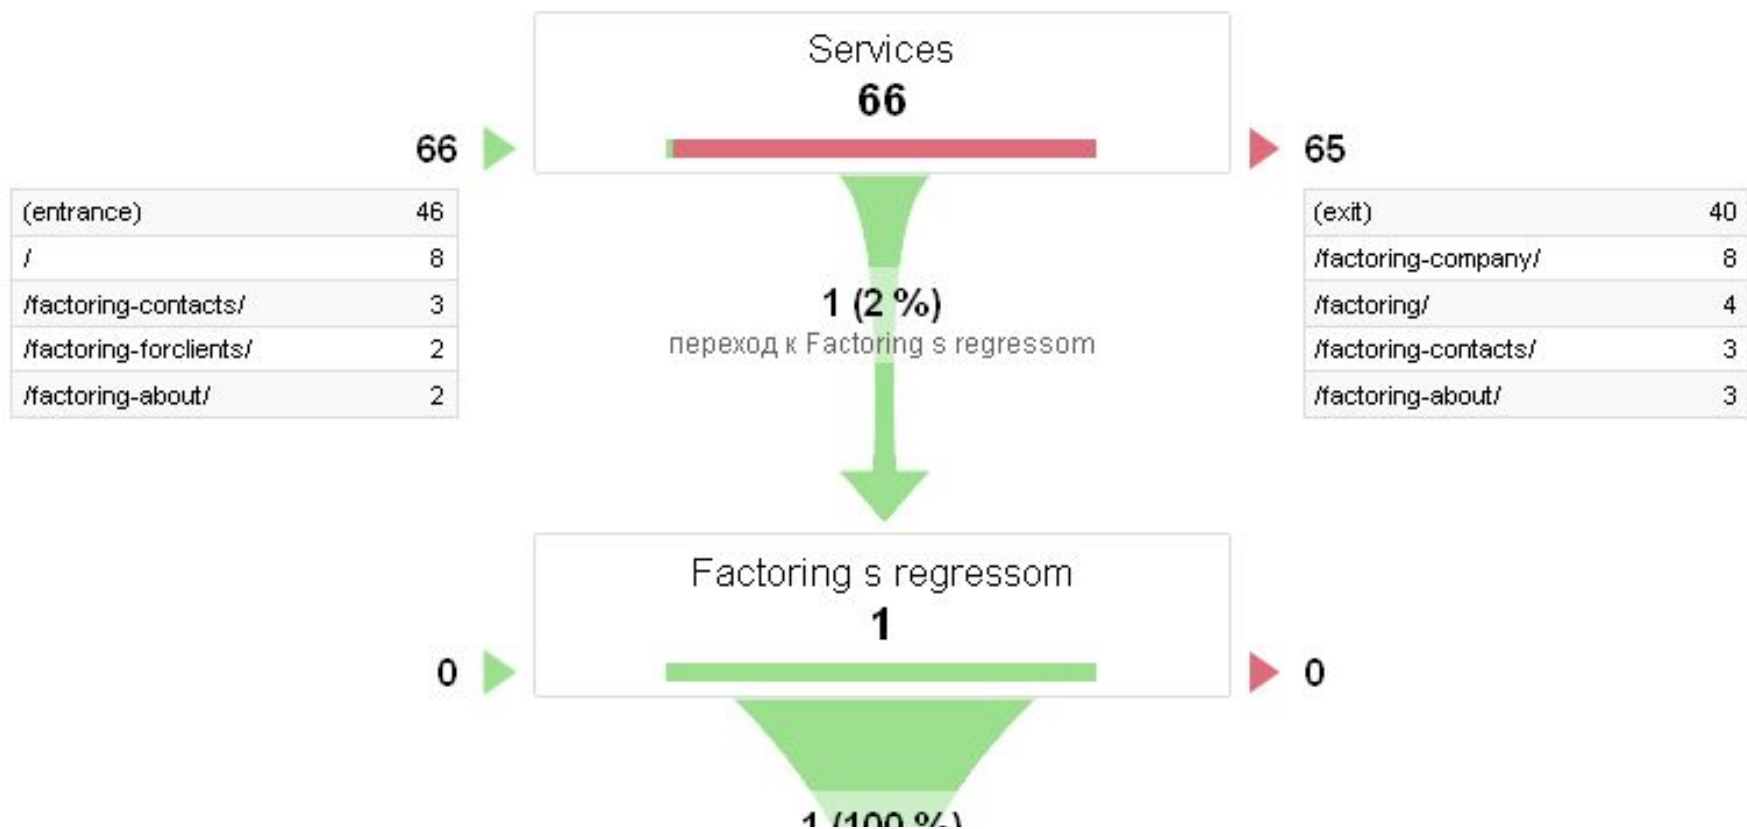 Services
66
66
65
(entrance) 46
/ 8
/factoring-contacts/ 3
/factoring-forclients/ 2
/factoring-about/ 2
(exit) 40
/factoring-company/ 8
/factoring/ 4
/factoring-contacts/ 3
/factoring-about/ 3
1 (2 %)
переход к Factoring s regressom
Factoring s regressom
1
0
0
1 (100 %)